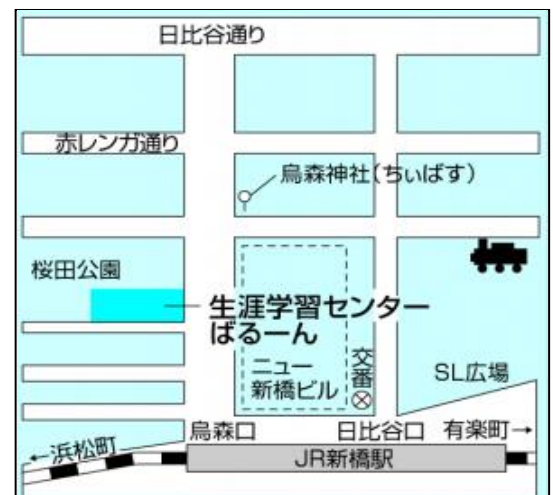 日比谷通り
赤レンガ通り
烏森神社(ちぃばす)
桜田公園
生涯学習センター
ばるーん
ニュー
新橋ビル
交番
SL広場
烏森口
日比谷口
有楽町→
←浜松町
JR新橋駅